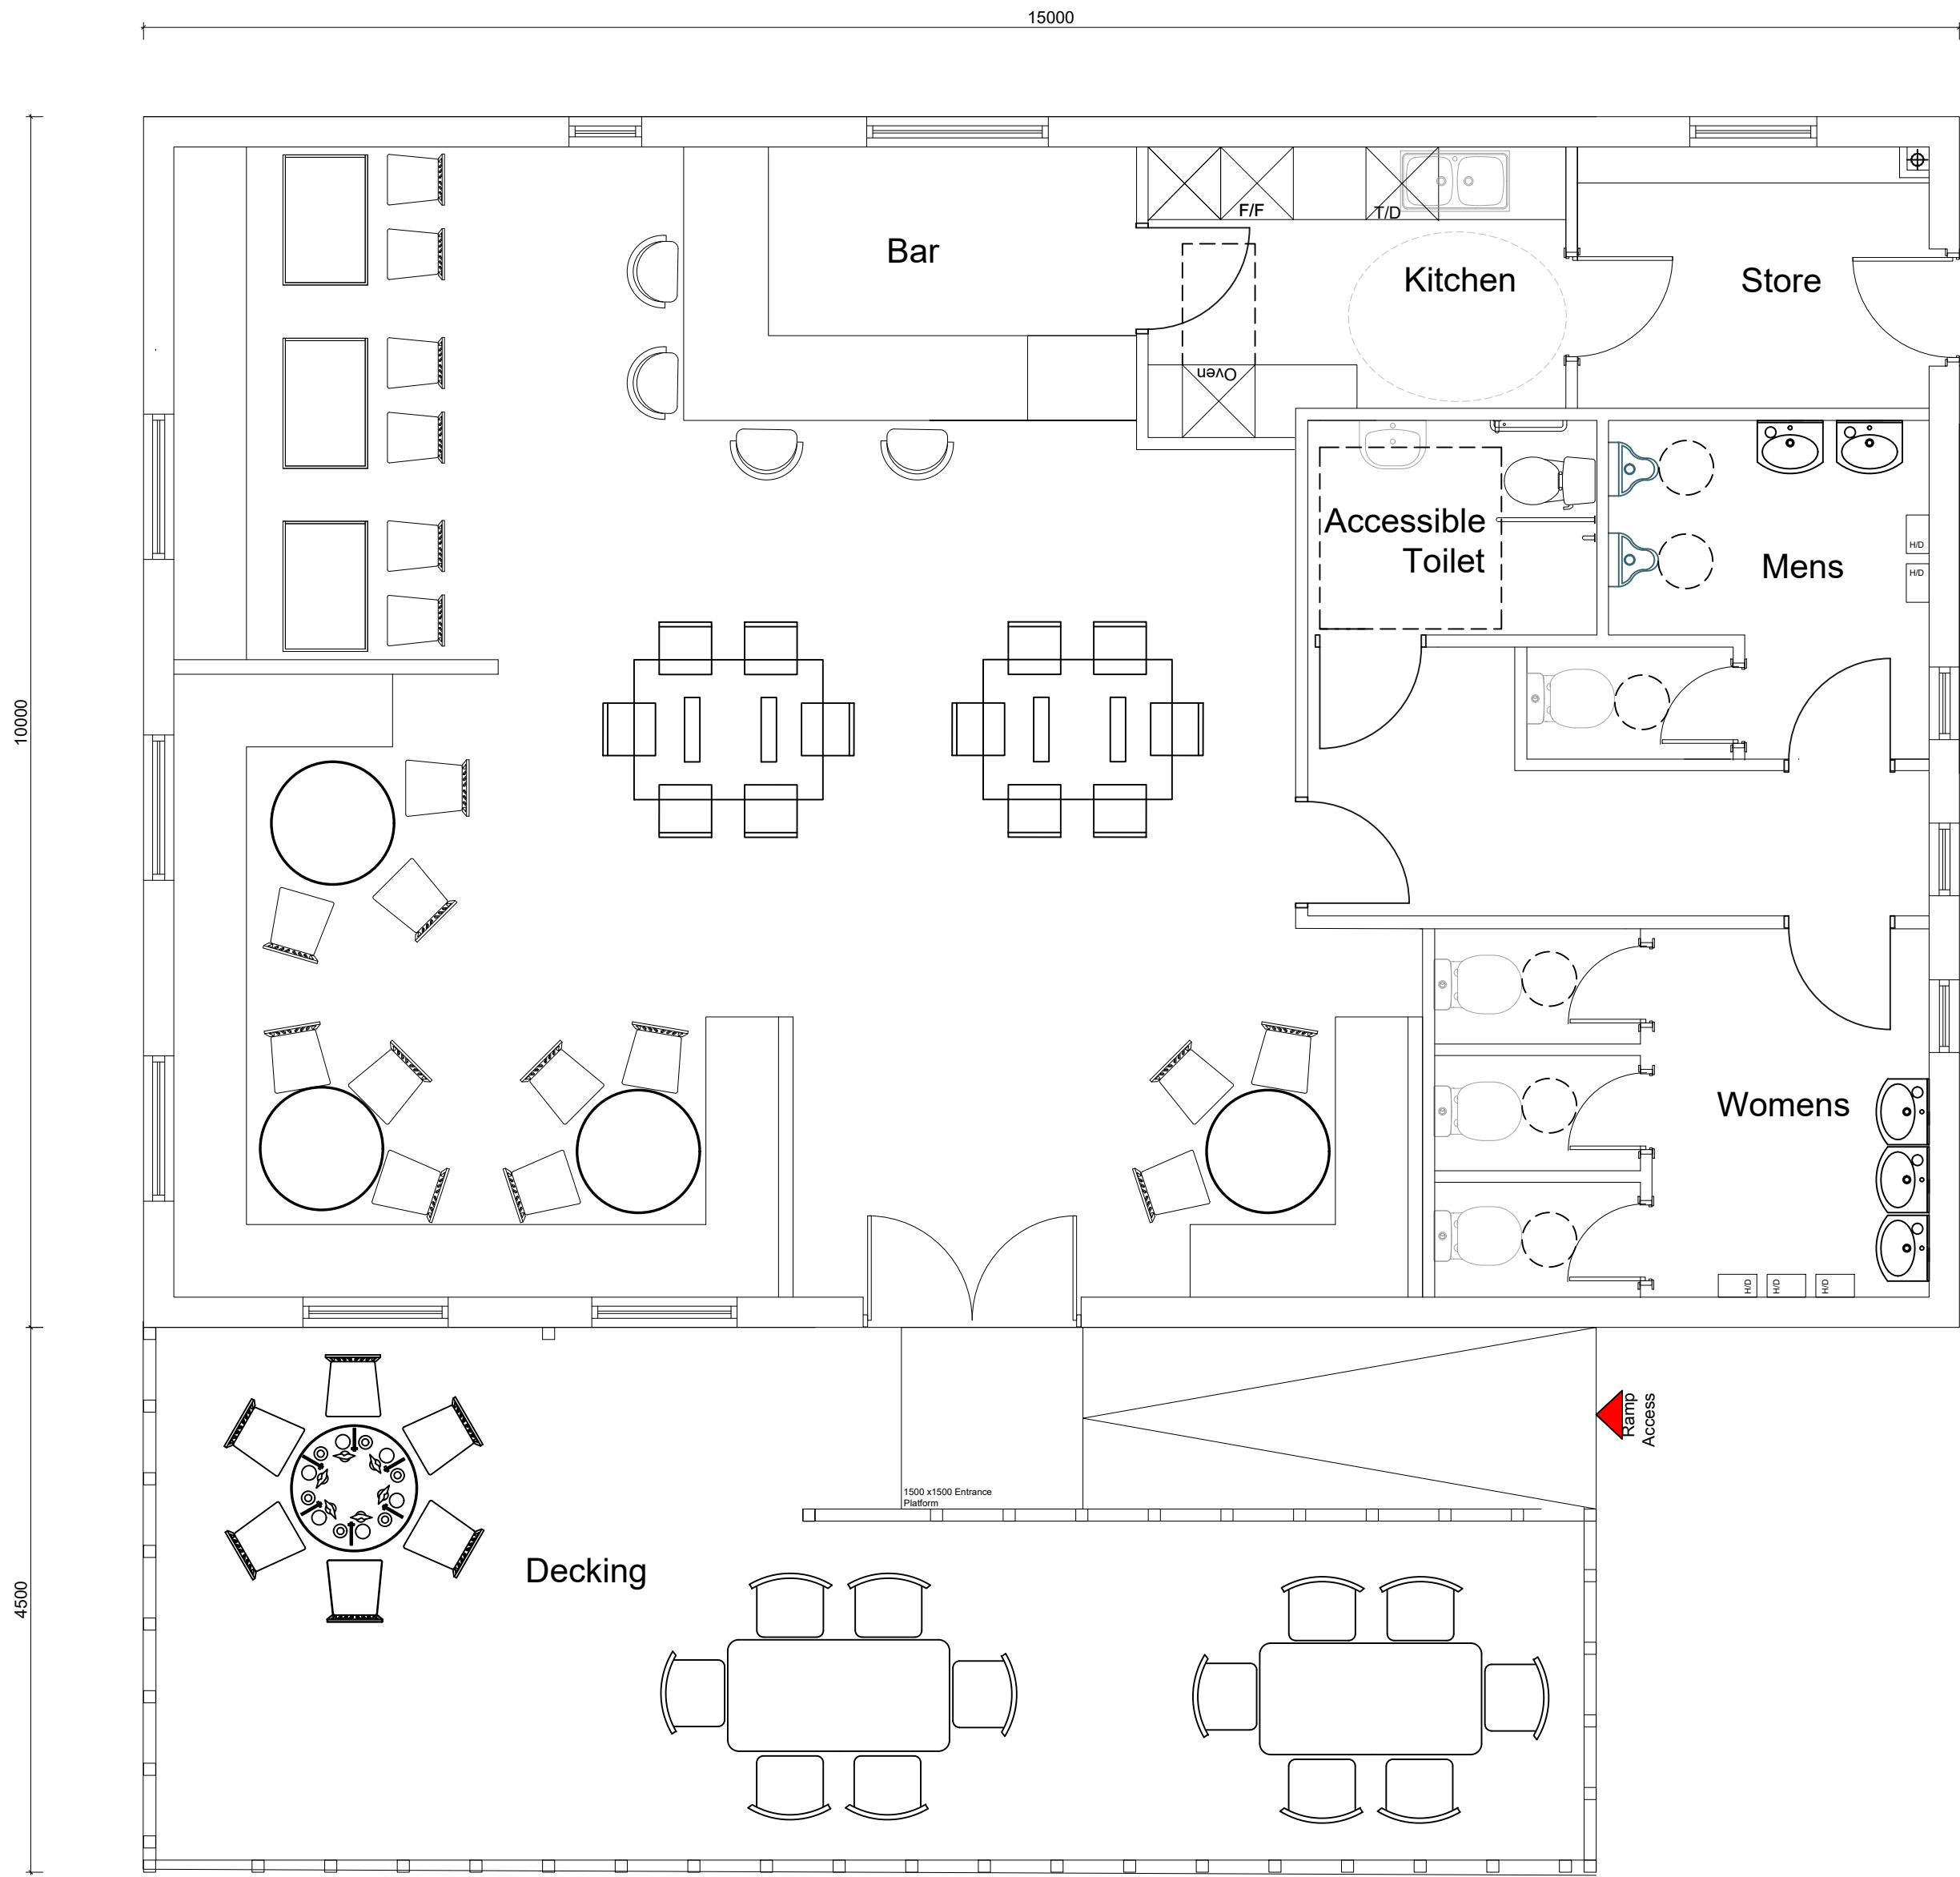 15000
Bar
F/F
T/D
Kitchen
Store
Oven
Accessible
Toilet
Mens
H/D
H/D
10000
Womens
H/D
H/D
H/D
Ramp
Access
1500 x1500 Entrance
Platform
Decking
4500